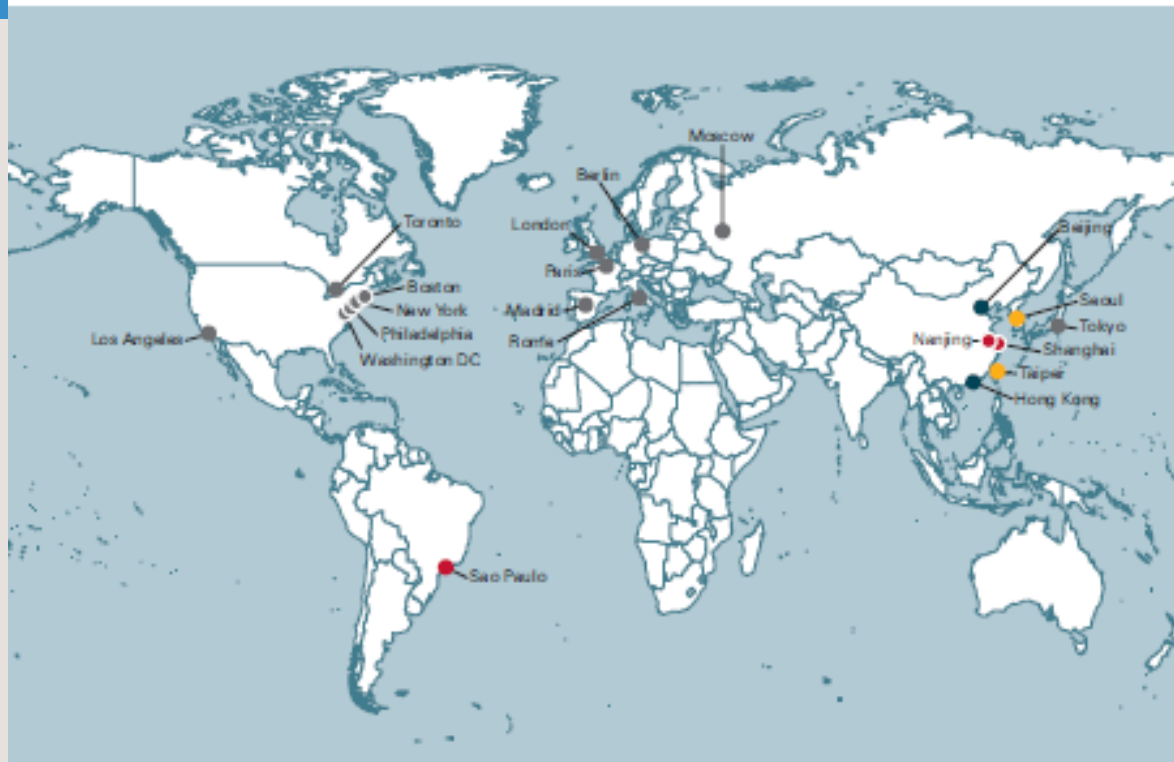 Moscow
Berlin
Toronto
London
Beijing
Paris
Boston
Seoul
New York
Madrid
Tokyo
Philadelphia
Los Angeles
Rome
Nanjing
Shanghai
Washington DC
Taipei
Hong Kong
Sao Paulo